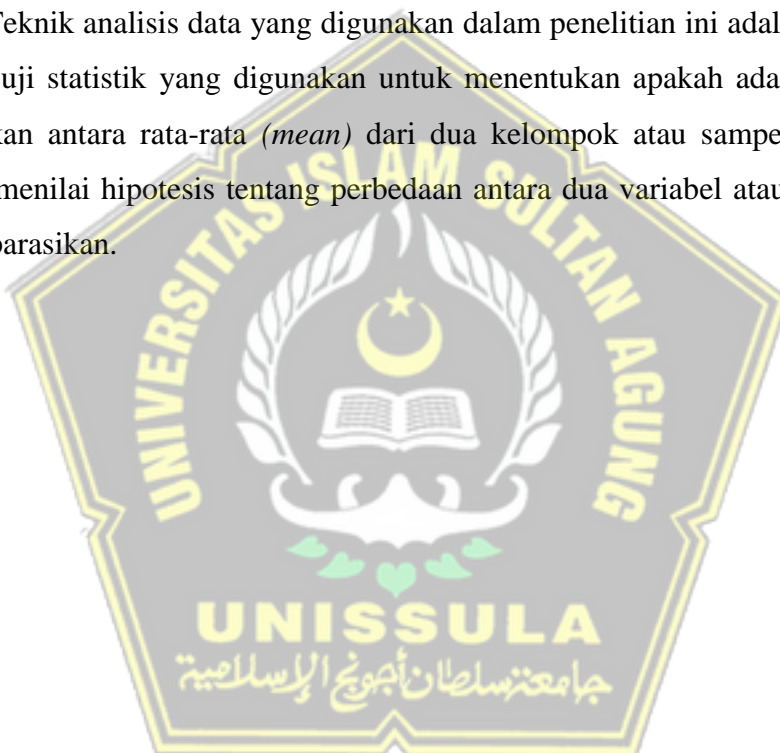 Teknik analisis data yang digunakan dalam penelitian ini adal
uji statistik yang digunakan untuk menentukan apakah ada
kan antara rata-rata (mean) dari dua kelompok atau sampe
menilai hipotesis tentang perbedaan antara dua variabel atau
parasikan.
UNIVERSITAS ISLAM SULTAN AGUNG
UNISSULA
جامعتنسلطان أجونج الإسلامية